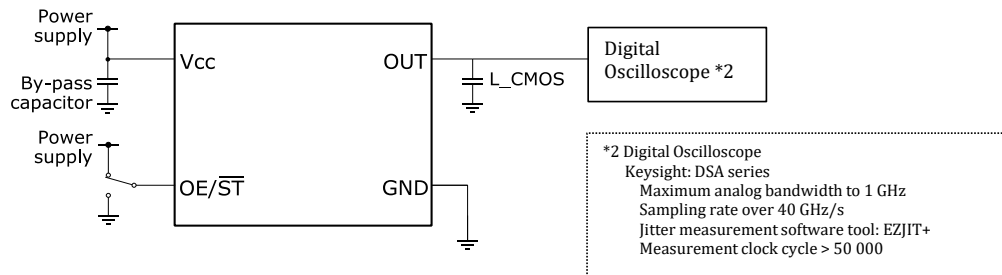 Power
supply
Vcc
By-pass
capacitor
Power
supply
OE/S̅T̅
OUT
L_CMOS
GND
Digital
Oscilloscope *2
*2 Digital Oscilloscope
Keysight: DSA series
Maximum analog bandwidth to 1 GHz
Sampling rate over 40 GHz/s
Jitter measurement software tool: EZJIT+
Measurement clock cycle > 50 000